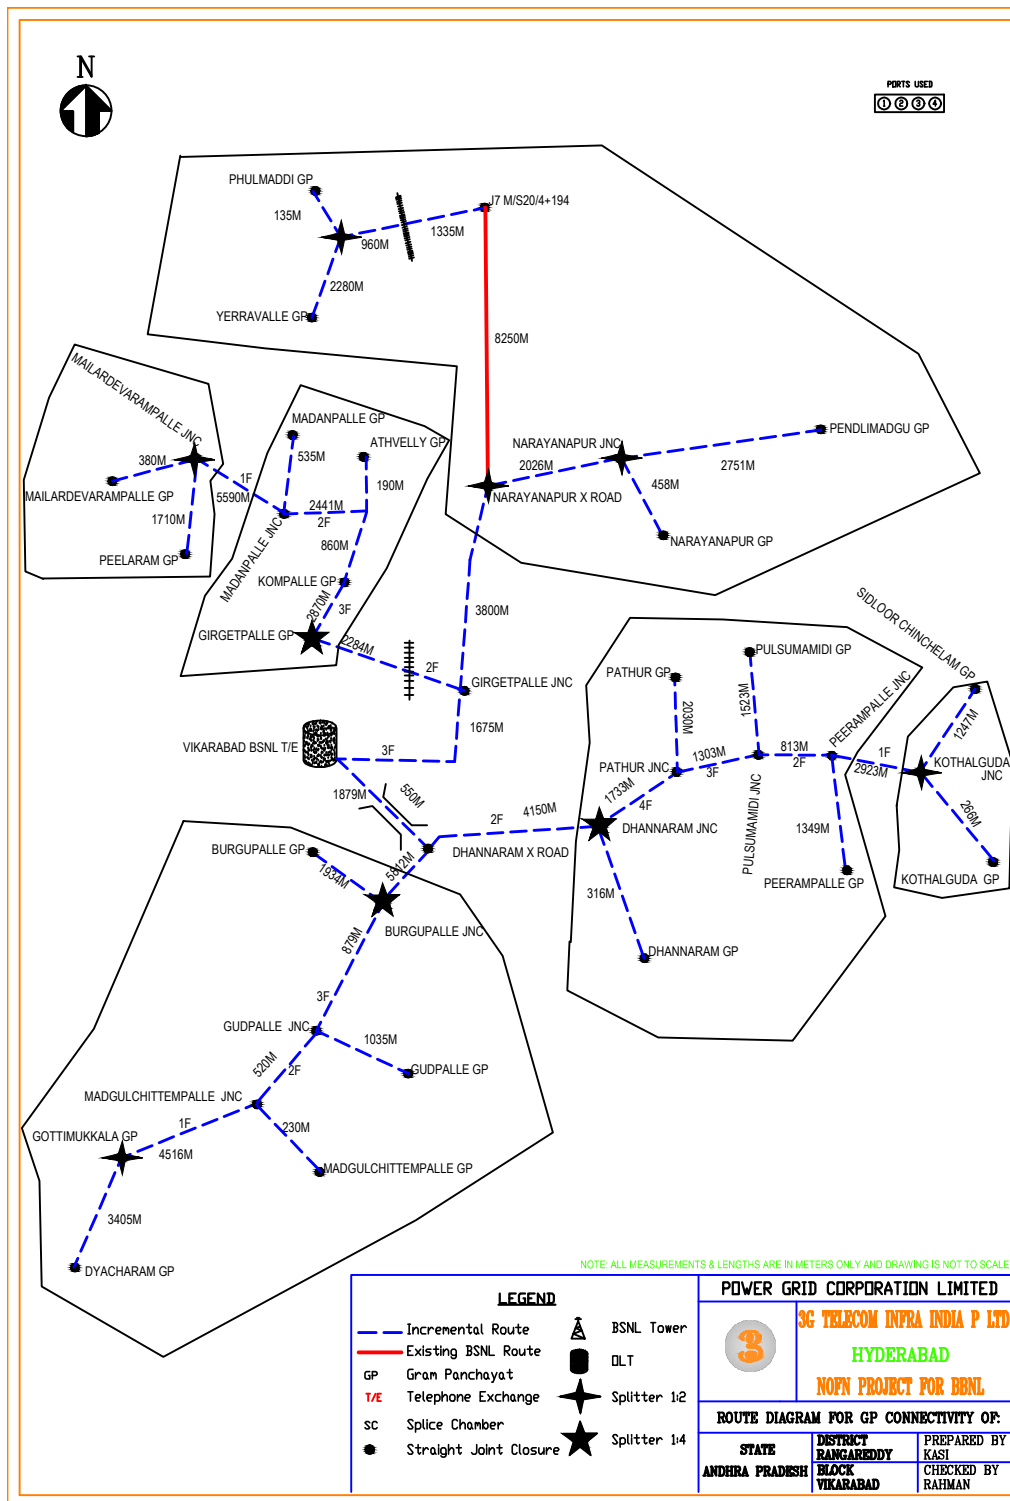 N
PORTS USED
1 2 3 4
PHULMADDI GP
J7 M/S20/4+194
135M
960M
1335M
2280M
YERRAVALLE GP
8250M
MAILARDEVARAMPALLE JNC
MADANPALLE GP
ATHVELLY GP
NARAYANAPUR JNC
PENDLIMADGU GP
535M
380M
1F
5590M
2026M
2751M
190M
458M
MAILARDEVARAMPALLE GP
2441M
2F
NARAYANAPUR X ROAD
1710M
860M
NARAYANAPUR GP
PEELARAM GP
MADANPALLE JNC
KOMPALLE GP
2870M
3F
3800M
SIDLOOR CHINCHELAM GP
GIRGETPALLE GP
2284M
2F
GIRGETPALLE JNC
PATHUR GP
PULSUMAMIDI GP
PEERAMPALLE JNC
2030M
1523M
1247M
1675M
VIKARABAD BSNL T/E
3F
1303M
3F
813M
2F
1F
2923M
KOTHALGUDA
JNC
PATHUR JNC
1879M
550M
1733M
4F
PULSUMAMIDI JNC
266M
2F
4150M
DHANNARAM JNC
1349M
BURGUPALLE GP
DHANNARAM X ROAD
1934M
5812M
PEERAMPALLE GP
KOTHALGUDA GP
316M
BURGUPALLE JNC
879M
DHANNARAM GP
3F
GUDPALLE JNC
1035M
520M
2F
GUDPALLE GP
MADGULCHITTEMPALLE JNC
1F
230M
GOTTIMUKKALA GP
4516M
MADGULCHITTEMPALLE GP
3405M
DYACHARAM GP
NOTE: ALL MEASUREMENTS & LENGTHS ARE IN METERS ONLY AND DRAWING IS NOT TO SCALE
LEGEND
Incremental Route
BSNL Tower
Existing BSNL Route
OLT
GP Gram Panchayat
T/E Telephone Exchange
Splitter 1:2
SC Splice Chamber
Straight Joint Closure
Splitter 1:4
POWER GRID CORPORATION LIMITED
3
3G TELECOM INFRA INDIA P LTD
HYDERABAD
NOFN PROJECT FOR BBNL
ROUTE DIAGRAM FOR GP CONNECTIVITY OF:
STATE
ANDHRA PRADESH
DISTRICT
RANGAREDDY
PREPARED BY
KASI
BLOCK
VIKARABAD
CHECKED BY
RAHMAN